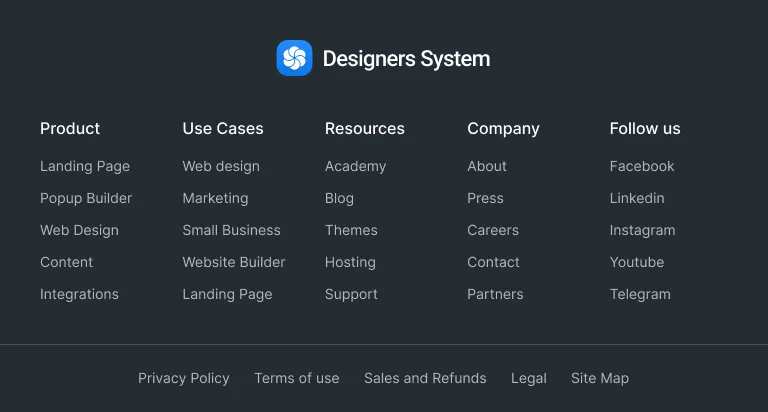 Designers System
Product
Landing Page
Popup Builder
Web Design
Content
Integrations
Use Cases
Web design
Marketing
Small Business
Website Builder
Landing Page
Resources
Academy
Blog
Themes
Hosting
Support
Company
About
Press
Careers
Contact
Partners
Follow us
Facebook
Linkedin
Instagram
Youtube
Telegram
Privacy Policy Terms of use Sales and Refunds Legal Site Map